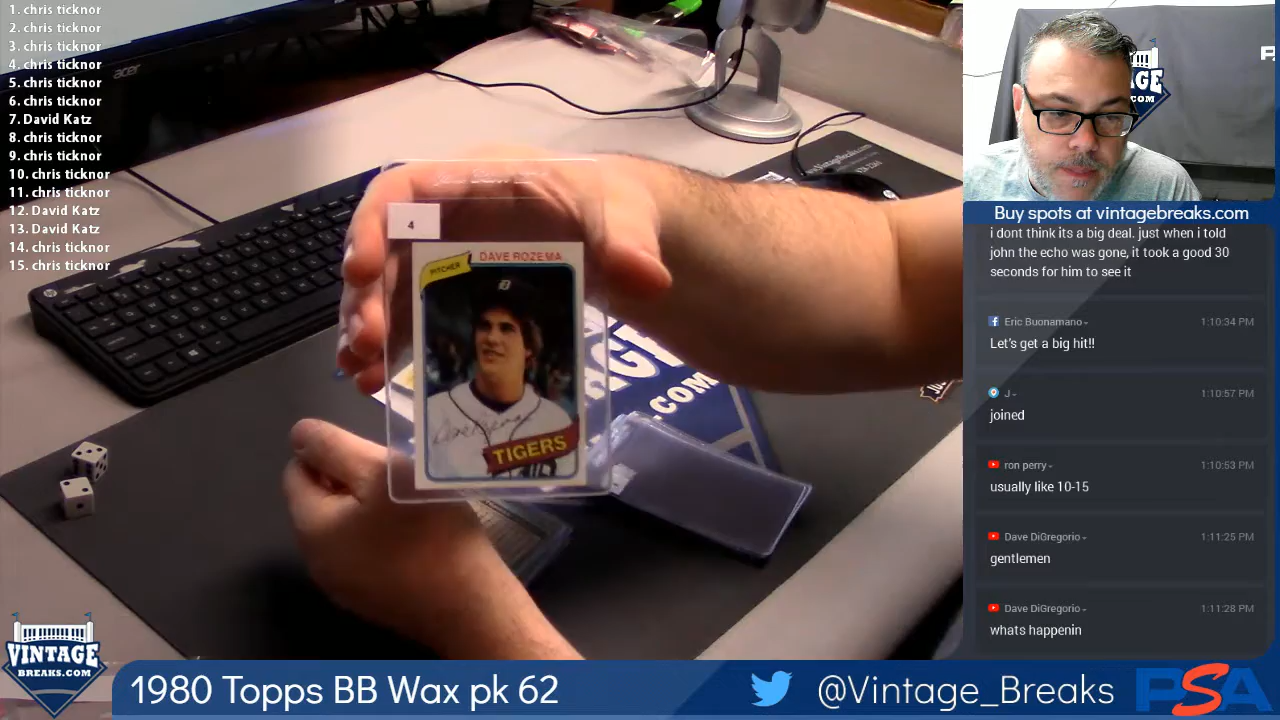 1. chris ticknor
2. chris ticknor
3. chris ticknor
4. chris ticknor
5. chris ticknor
6. chris ticknor
7. David Katz
8. chris ticknor
9. chris ticknor
10. chris ticknor
11. chris ticknor
12. David Katz
13. David Katz
14. chris ticknor
15. chris ticknor
acer
4
DAVE ROZEMA
PITCHER
TIGERS
AGE
.COM
VINTAGE
BREAKS.COM
1980 Topps BB Wax pk 62
@Vintage_Breaks
PSA
AGE
.COM
Buy spots at vintagebreaks.com
i dont think its a big deal. just when i told
john the echo was gone, it took a good 30
seconds for him to see it
Eric Buonamano
1:10:34 PM
Let's get a big hit!!
J
1:10:57 PM
joined
ron perry
1:10:53 PM
usually like 10-15
Dave DiGregorio
1:11:25 PM
gentlemen
Dave DiGregorio
1:11:28 PM
whats happenin